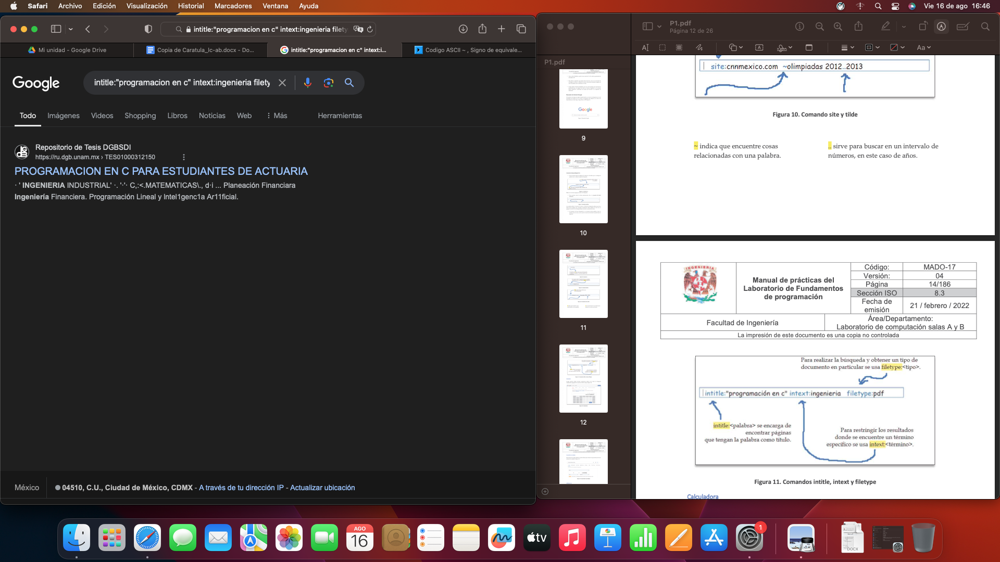 Safari Archivo Edición Visualización Historial Marcadores Ventana Ayuda
Vie 16 de ago 16:46
intitle:"programacion en c" intext:ingenieria filety
Mi unidad - Google Drive
Copia de Caratula_lc-ab.docx - Do...
intitle:"programacion en c" intext:i...
Codigo ASCII ~ , Signo de equivale...
Google
intitle:"programacion en c" intext:ingenieria filety
Todo Imágenes Videos Shopping Libros Noticias Web Más Herramientas
Repositorio de Tesis DGBSDI
https://ru.dgb.unam.mx › TES01000312150
PROGRAMACION EN C PARA ESTUDIANTES DE ACTUARIA
· ' INGENIERIA INDUSTRIAL' ·. '·'· C,:<.MATEMATICAS\., d·i ... Planeación Financiara
Ingeniería Financiera. Programación Lineal y Intel1genc1a Ar11ficial.
México
04510, C.U., Ciudad de México, CDMX - A través de tu dirección IP - Actualizar ubicación
P1.pdf
Página 12 de 26
Aa
P1.pdf
Google
9
10
11
12
site:cnnmexico.com ~olimpiadas 2012..2013
Figura 10. Comando site y tilde
~ indica que encuentre cosas
relacionadas con una palabra.
.. sirve para buscar en un intervalo de
números, en este caso de años.
INGENIERIA
Manual de prácticas del
Laboratorio de Fundamentos
de programación
Código: MADO-17
Versión: 04
Página 14/186
Sección ISO 8.3
Fecha de
emisión
21 / febrero / 2022
Facultad de Ingeniería
Área/Departamento:
Laboratorio de computación salas A y B
La impresión de este documento es una copia no controlada
Para realizar la búsqueda y obtener un tipo de
documento en particular se usa filetype:<tipo>.
intitle:"programación en c" intext:ingenieria filetype:pdf
intitle:<palabra> se encarga de
encontrar páginas
que tengan la palabra como título.
Para restringir los resultados
donde se encuentre un término
específico se usa intext:<término>.
Figura 11. Comandos intitle, intext y filetype
Calculadora
AGO
16
tv
1
DOCX